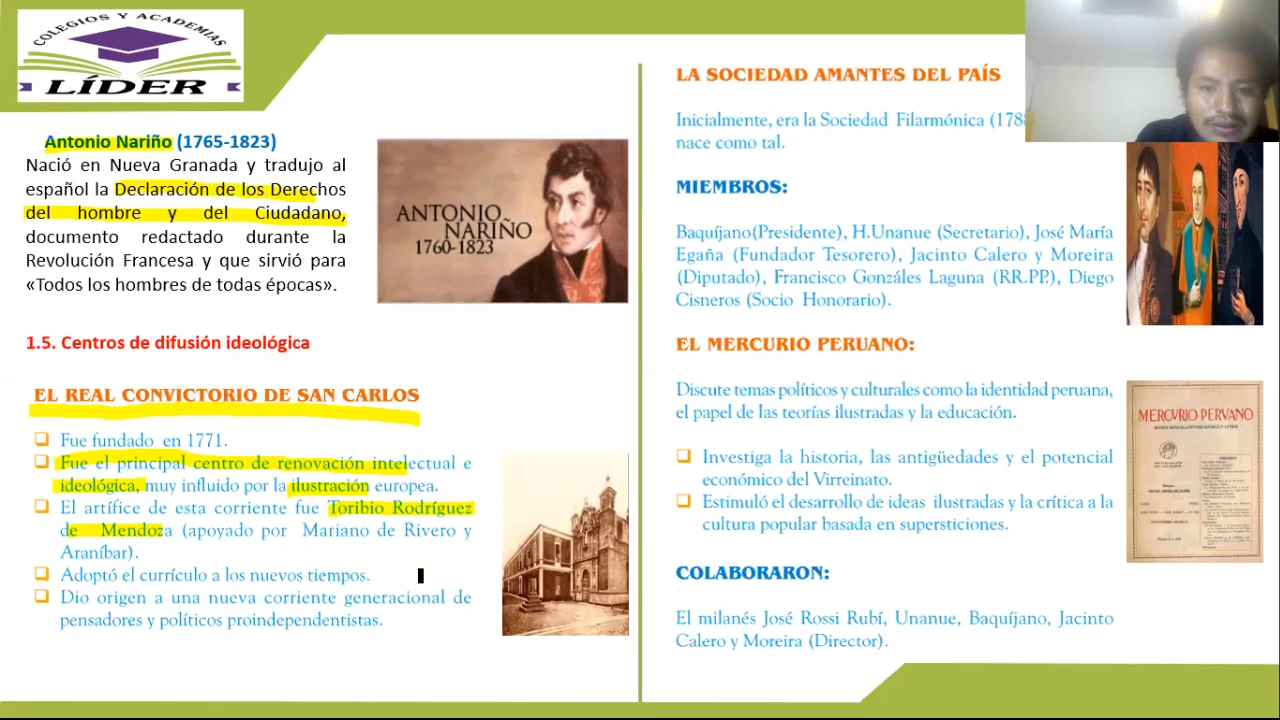 COLEGIOS Y ACADEMIAS
LÍDER
Antonio Nariño (1765-1823)
Nació en Nueva Granada y tradujo al
español la Declaración de los Derechos
del hombre y del Ciudadano,
documento redactado durante la
Revolución Francesa y que sirvió para
«Todos los hombres de todas épocas».
ANTONIO
NARIÑO
1760-1823
1.5. Centros de difusión ideológica
EL REAL CONVICTORIO DE SAN CARLOS
Fue fundado en 1771.
Fue el principal centro de renovación intelectual e
ideológica, muy influido por la ilustración europea.
El artífice de esta corriente fue Toribio Rodríguez
de Mendoza (apoyado por Mariano de Rivero y
Araníbar).
Adoptó el currículo a los nuevos tiempos.
Dio origen a una nueva corriente generacional de
pensadores y políticos proindependentistas.
LA SOCIEDAD AMANTES DEL PAÍS
Inicialmente, era la Sociedad Filarmónica (178
nace como tal.
MIEMBROS:
Baquíjano(Presidente), H.Unanue (Secretario), José María
Egaña (Fundador Tesorero), Jacinto Calero y Moreira
(Diputado), Francisco Gonzáles Laguna (RR.PP.), Diego
Cisneros (Socio Honorario).
EL MERCURIO PERUANO:
Discute temas políticos y culturales como la identidad peruana,
el papel de las teorías ilustradas y la educación.
Investiga la historia, las antigüedades y el potencial
económico del Virreinato.
Estimuló el desarrollo de ideas ilustradas y la crítica a la
cultura popular basada en supersticiones.
MERCVRIO PERVANO
COLABORARON:
El milanés José Rossi Rubí, Unanue, Baquíjano, Jacinto
Calero y Moreira (Director).